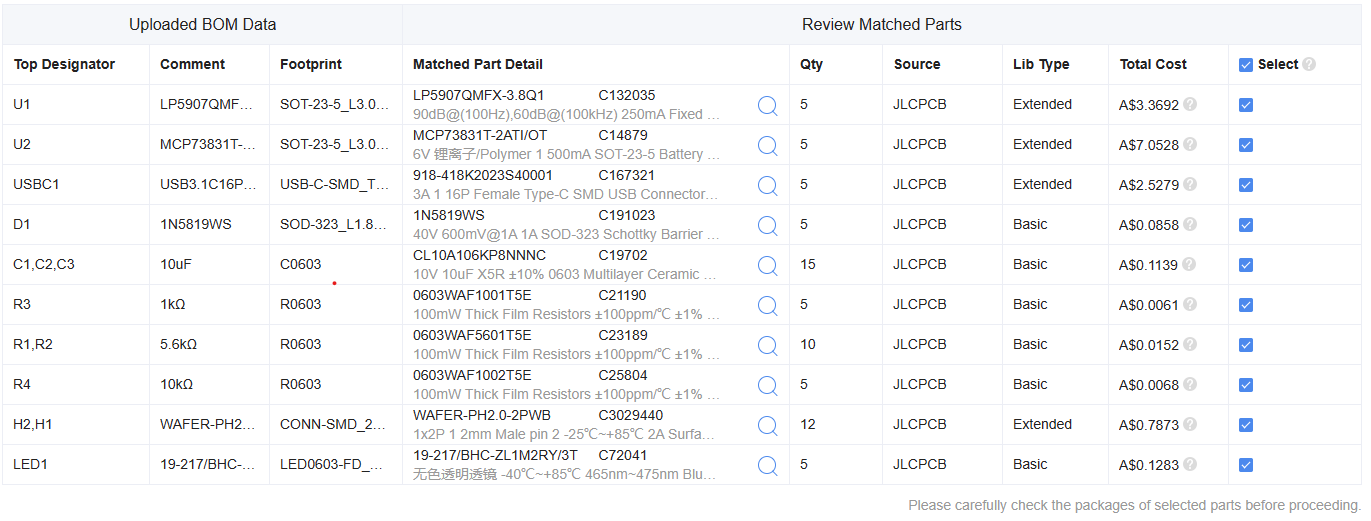 Uploaded BOM Data Review Matched Parts
Top Designator Comment Footprint Matched Part Detail Qty Source Lib Type Total Cost Select
U1 LP5907QMF... SOT-23-5_L3.0... LP5907QMFX-3.8Q1 C132035 5 JLCPCB Extended A$3.3692
90dB@(100Hz),60dB@(100kHz) 250mA Fixed ...
U2 MCP73831T-... SOT-23-5_L3.0... MCP73831T-2ATI/OT C14879 5 JLCPCB Extended A$7.0528
6V 锂离子/Polymer 1 500mA SOT-23-5 Battery ...
USBC1 USB3.1C16P... USB-C-SMD_T... 918-418K2023S40001 C167321 5 JLCPCB Extended A$2.5279
3A 1 16P Female Type-C SMD USB Connector...
D1 1N5819WS SOD-323_L1.8... 1N5819WS C191023 5 JLCPCB Basic A$0.0858
40V 600mV@1A 1A SOD-323 Schottky Barrier ...
C1,C2,C3 10uF C0603 CL10A106KP8NNNC C19702 15 JLCPCB Basic A$0.1139
10V 10uF X5R ±10% 0603 Multilayer Ceramic ...
R3 1kΩ R0603 0603WAF1001T5E C21190 5 JLCPCB Basic A$0.0061
100mW Thick Film Resistors ±100ppm/℃ ±1% ...
R1,R2 5.6kΩ R0603 0603WAF5601T5E C23189 10 JLCPCB Basic A$0.0152
100mW Thick Film Resistors ±100ppm/℃ ±1% ...
R4 10kΩ R0603 0603WAF1002T5E C25804 5 JLCPCB Basic A$0.0068
100mW Thick Film Resistors ±100ppm/℃ ±1% ...
H2,H1 WAFER-PH2... CONN-SMD_2... WAFER-PH2.0-2PWB C3029440 12 JLCPCB Extended A$0.7873
1x2P 1 2mm Male pin 2 -25℃~+85℃ 2A Surfa...
LED1 19-217/BHC-... LED0603-FD_... 19-217/BHC-ZL1M2RY/3T C72041 5 JLCPCB Basic A$0.1283
无色透明透镜 -40℃~+85℃ 465nm~475nm Blu...
Please carefully check the packages of selected parts before proceeding.